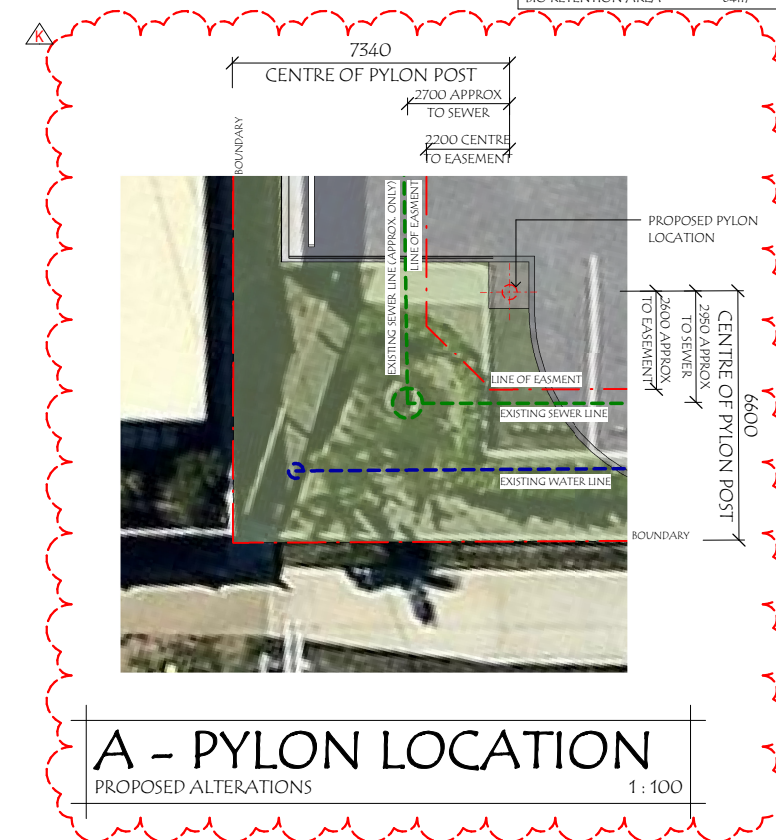 K
7340
CENTRE OF PYLON POST
2700 APPROX
TO SEWER
2200 CENTRE
TO EASEMENT
BOUNDARY
EXISTING SEWER LINE (APPROX. ONLY)
LINE OF EASMENT
PROPOSED PYLON
LOCATION
2600 APPROX
TO EASEMENT
2950 APPROX
TO SEWER
CENTRE OF PYLON POST
6600
LINE OF EASMENT
EXISTING SEWER LINE
EXISTING WATER LINE
BOUNDARY
A - PYLON LOCATION
PROPOSED ALTERATIONS
1 : 100